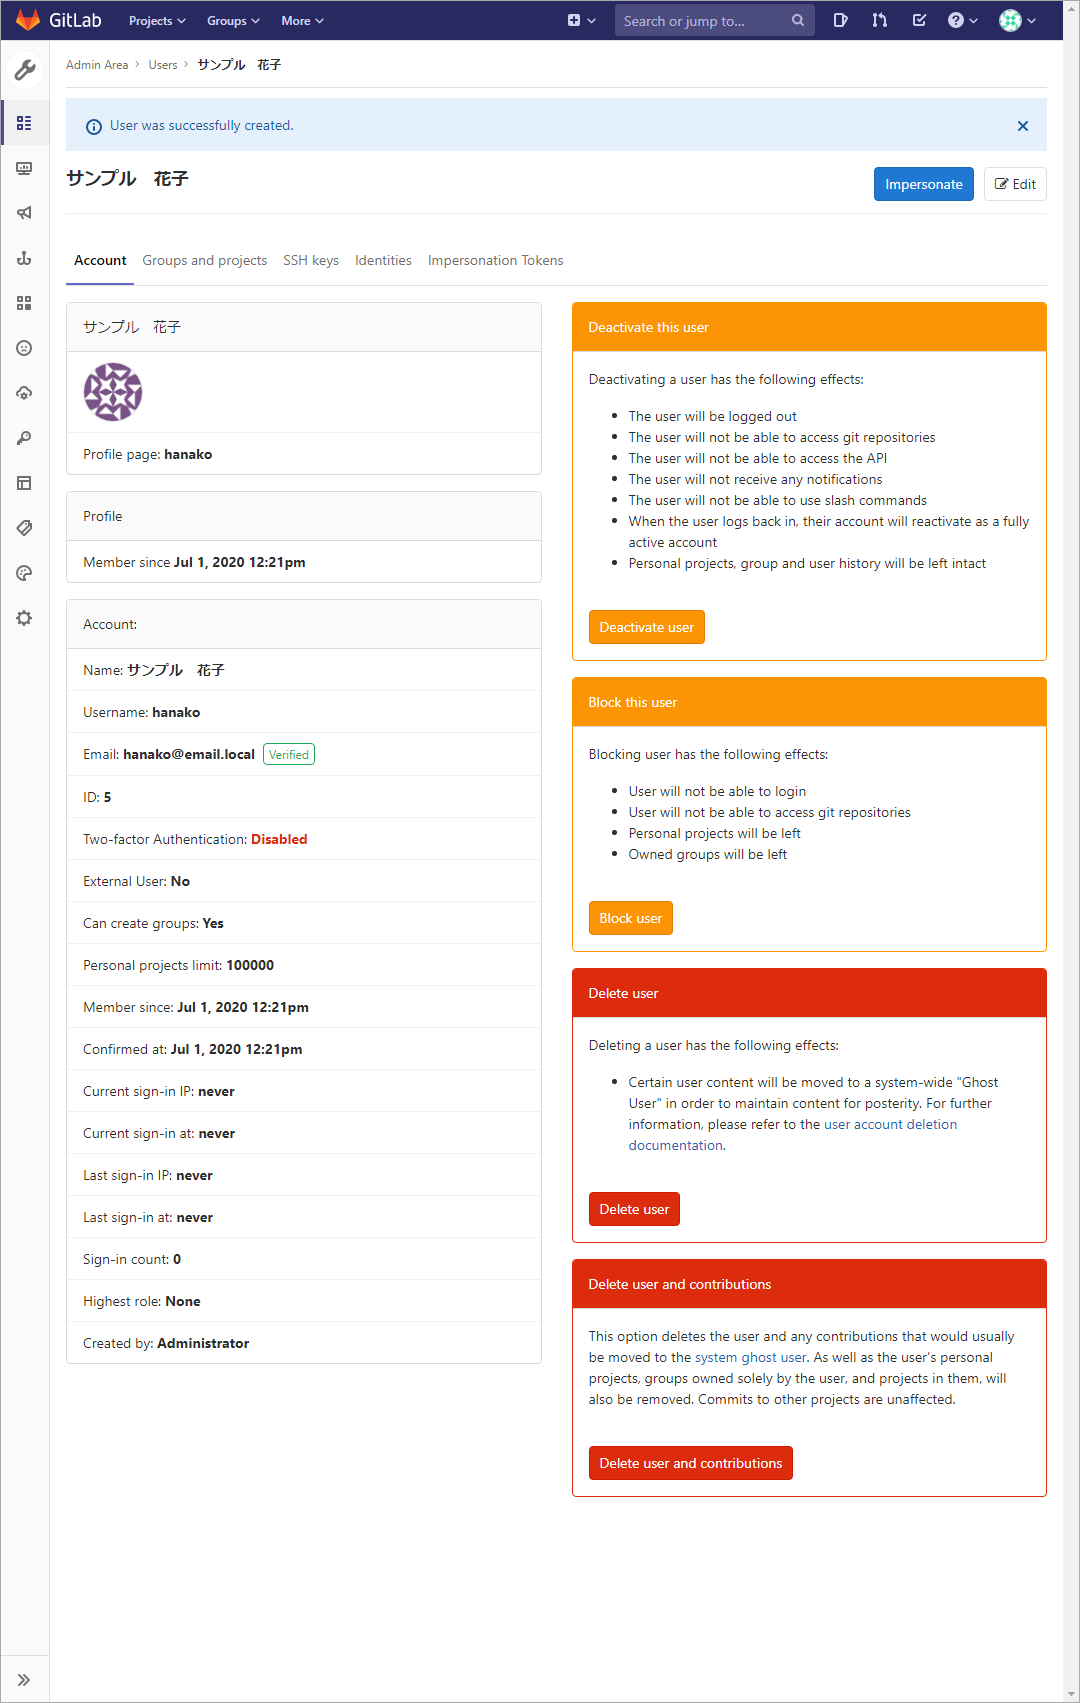 GitLab Projects Groups More Search or jump to...
Admin Area > Users > サンプル　花子
User was successfully created.
サンプル　花子
Impersonate Edit
Account Groups and projects SSH keys Identities Impersonation Tokens
サンプル　花子
Profile page: hanako
Profile
Member since Jul 1, 2020 12:21pm
Account:
Name: サンプル　花子
Username: hanako
Email: hanako@email.local Verified
ID: 5
Two-factor Authentication: Disabled
External User: No
Can create groups: Yes
Personal projects limit: 100000
Member since: Jul 1, 2020 12:21pm
Confirmed at: Jul 1, 2020 12:21pm
Current sign-in IP: never
Current sign-in at: never
Last sign-in IP: never
Last sign-in at: never
Sign-in count: 0
Highest role: None
Created by: Administrator
Deactivate this user
Deactivating a user has the following effects:
• The user will be logged out
• The user will not be able to access git repositories
• The user will not be able to access the API
• The user will not receive any notifications
• The user will not be able to use slash commands
• When the user logs back in, their account will reactivate as a fully
active account
• Personal projects, group and user history will be left intact
Deactivate user
Block this user
Blocking user has the following effects:
• User will not be able to login
• User will not be able to access git repositories
• Personal projects will be left
• Owned groups will be left
Block user
Delete user
Deleting a user has the following effects:
• Certain user content will be moved to a system-wide "Ghost
User" in order to maintain content for posterity. For further
information, please refer to the user account deletion
documentation.
Delete user
Delete user and contributions
This option deletes the user and any contributions that would usually
be moved to the system ghost user. As well as the user's personal
projects, groups owned solely by the user, and projects in them, will
also be removed. Commits to other projects are unaffected.
Delete user and contributions